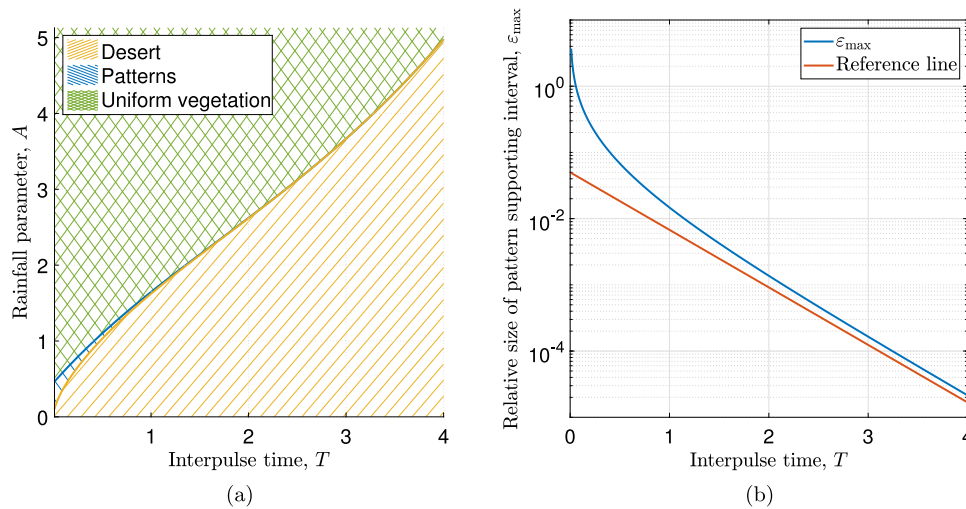 5
4
3
2
1
0
Rainfall parameter, A
Desert
Patterns
Uniform vegetation
1
2
3
4
Interpulse time, T
(a)
Relative size of pattern supporting interval, ε_max
10^0
10^-2
10^-4
ε_max
Reference line
0
1
2
3
4
Interpulse time, T
(b)